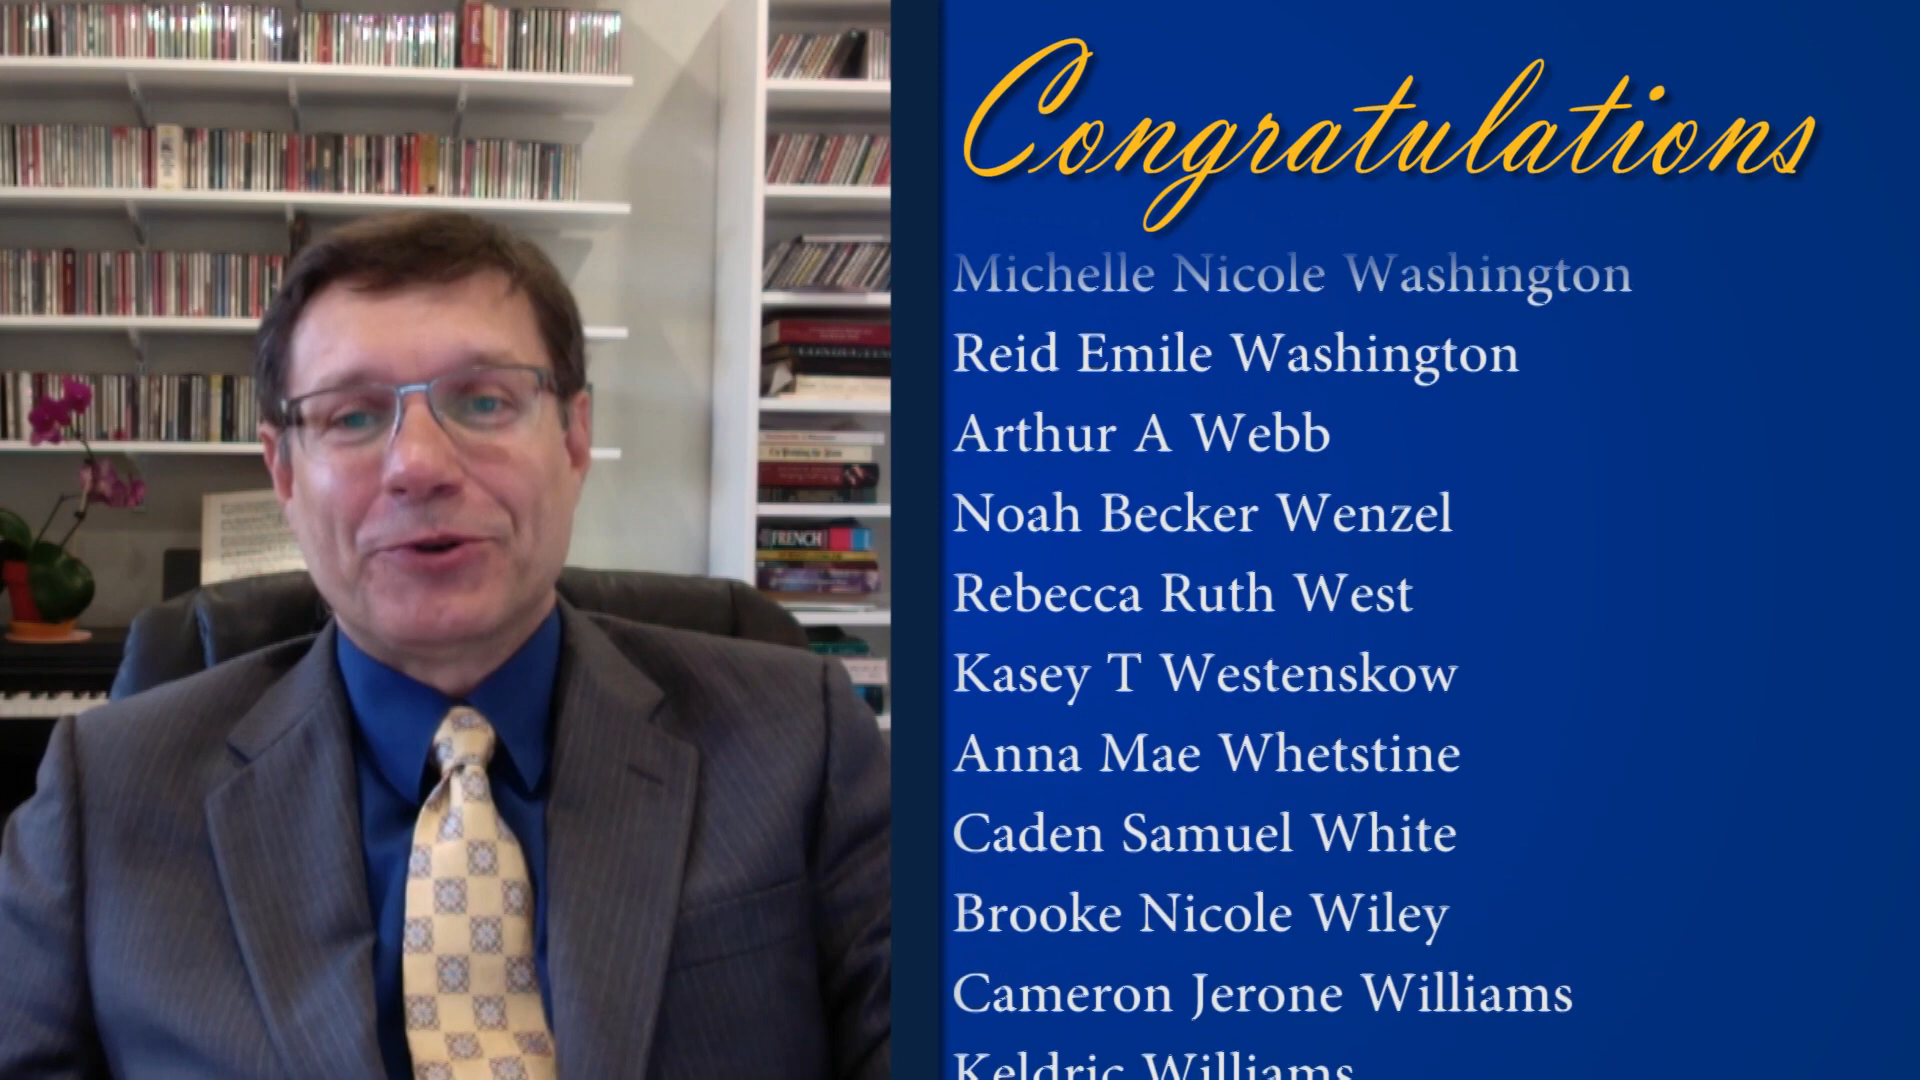 Congratulations
Michelle Nicole Washington
Reid Emile Washington
Arthur A Webb
Noah Becker Wenzel
Rebecca Ruth West
Kasey T Westenskow
Anna Mae Whetstine
Caden Samuel White
Brooke Nicole Wiley
Cameron Jerone Williams
Keldric Williams
FRENCH